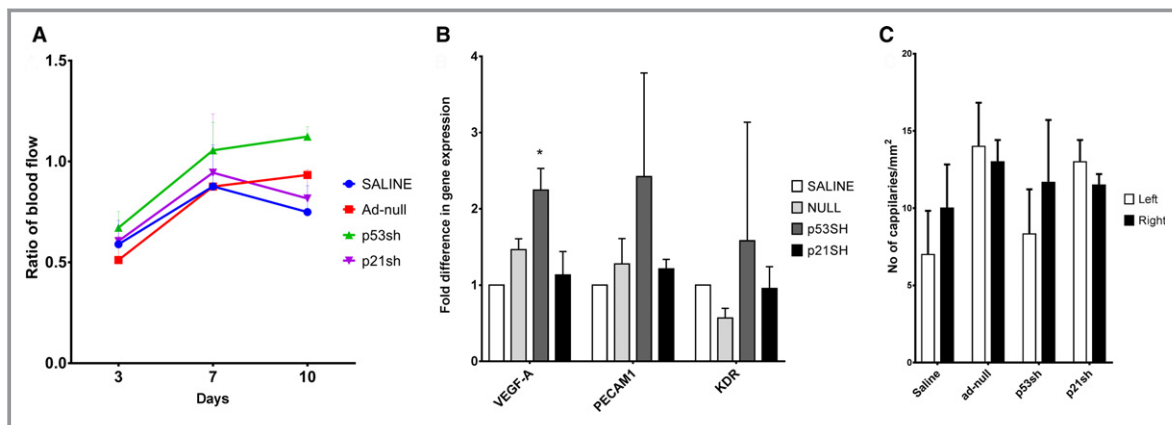 A
Ratio of blood flow
1.5
1.0
0.5
0.0
3 7 10
Days
SALINE
Ad-null
p53sh
p21sh
B
Fold difference in gene expression
4
3
2
1
0
*
VEGF-A
PECAM1
KDR
SALINE
NULL
p53SH
p21SH
C
No of cappilaries/mm²
20
15
10
5
0
Saline
ad-null
p53sh
p21sh
Left
Right